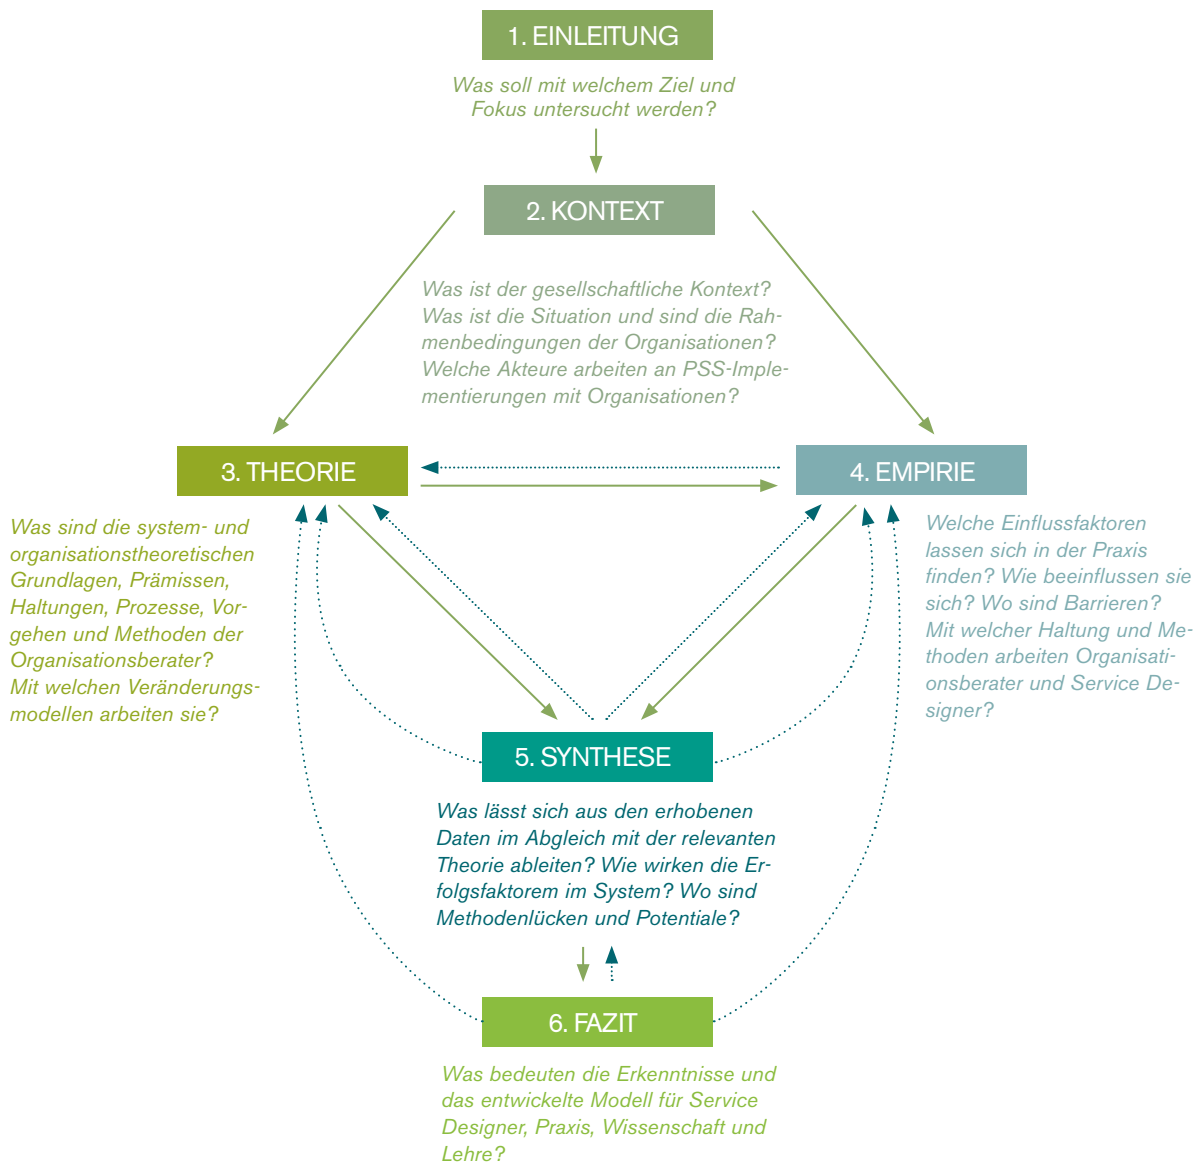 1. EINLEITUNG
Was soll mit welchem Ziel und
Fokus untersucht werden?
2. KONTEXT
Was ist der gesellschaftliche Kontext?
Was ist die Situation und sind die Rah-
menbedingungen der Organisationen?
Welche Akteure arbeiten an PSS-Imple-
mentierungen mit Organisationen?
3. THEORIE
Was sind die system- und
organisationstheoretischen
Grundlagen, Prämissen,
Haltungen, Prozesse, Vor-
gehen und Methoden der
Organisationsberater?
Mit welchen Veränderungs-
modellen arbeiten sie?
4. EMPIRIE
Welche Einflussfaktoren
lassen sich in der Praxis
finden? Wie beeinflussen sie
sich? Wo sind Barrieren?
Mit welcher Haltung und Me-
thoden arbeiten Organisati-
onsberater und Service De-
signer?
5. SYNTHESE
Was lässt sich aus den erhobenen
Daten im Abgleich mit der relevanten
Theorie ableiten? Wie wirken die Er-
folgsfaktorem im System? Wo sind
Methodenlücken und Potentiale?
6. FAZIT
Was bedeuten die Erkenntnisse und
das entwickelte Modell für Service
Designer, Praxis, Wissenschaft und
Lehre?